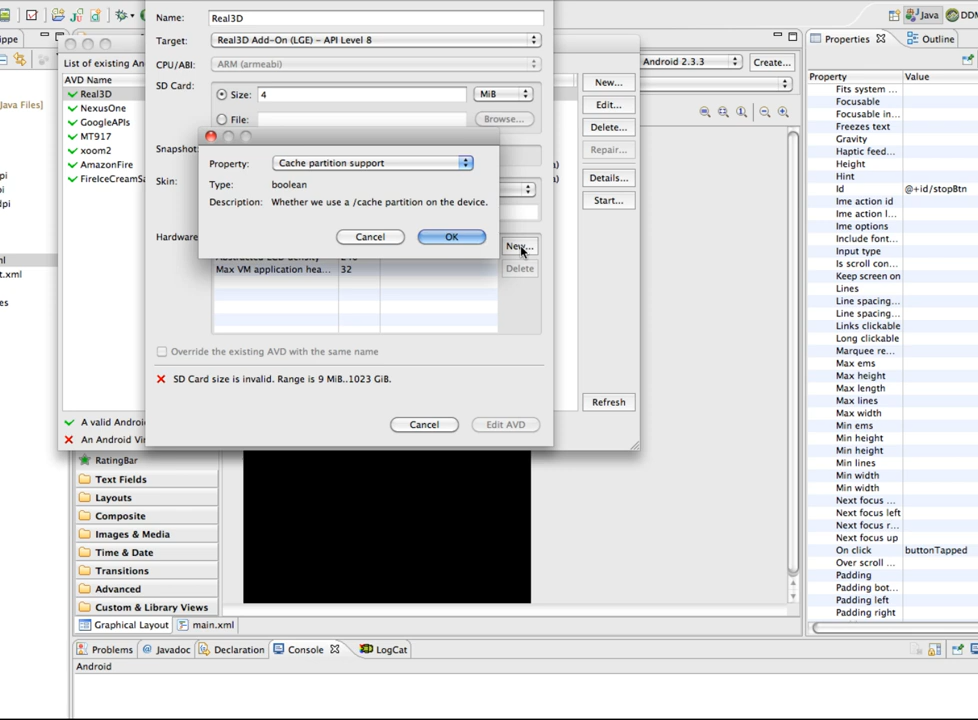 Name: Real3D
Target: Real3D Add-On (LGE) – API Level 8
CPU/ABI: ARM (armeabi)
SD Card:
Size: 4 MiB
File: Browse...
Snapshot
Skin:
Hardware
New...
Delete
Max VM application hea... 32
Override the existing AVD with the same name
SD Card size is invalid. Range is 9 MiB..1023 GiB.
Cancel Edit AVD
Property: Cache partition support
Type: boolean
Description: Whether we use a /cache partition on the device.
Cancel OK
List of existing An
AVD Name
Real3D
NexusOne
GoogleAPIs
MT917
xoom2
AmazonFire
FireIceCreamSa
A valid Androi
An Android Vir
New...
Edit...
Delete...
Repair...
Details...
Start...
Refresh
Java
DDM
Android 2.3.3 Create...
ippe
Java Files]
pi
dpi
t.xml
es
RatingBar
Text Fields
Layouts
Composite
Images & Media
Time & Date
Transitions
Advanced
Custom & Library Views
Graphical Layout main.xml
Problems @ Javadoc Declaration Console LogCat
Android
Properties Outline
Property Value
Fits system ...
Focusable
Focusable in...
Freezes text
Gravity
Haptic feed...
Height
Hint
Id @+id/stopBtn
Ime action id
Ime action la...
Ime options
Include font...
Input type
Is scroll con...
Keep screen on
Lines
Line spacing...
Line spacing...
Links clickable
Long clickable
Marquee re...
Max ems
Max height
Max length
Max lines
Max width
Min ems
Min height
Min height
Min lines
Min width
Min width
Next focus ...
Next focus left
Next focus r...
Next focus up
On click buttonTapped
Over scroll ...
Padding
Padding bot...
Padding left
Padding right